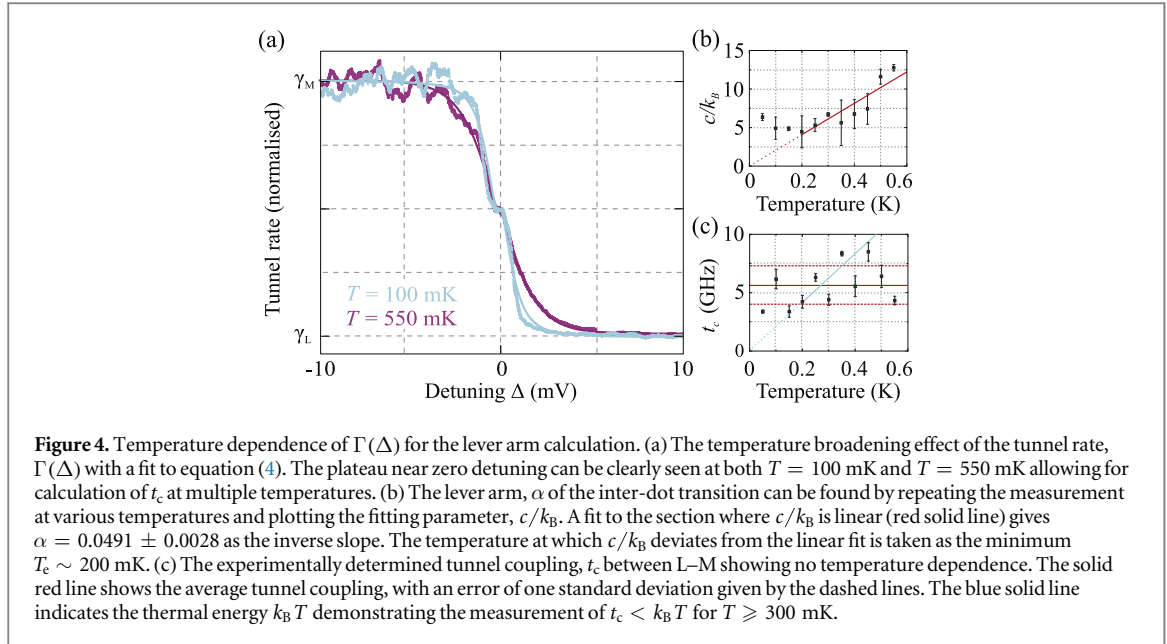 (a)
γM
Tunnel rate (normalised)
T = 100 mK
T = 550 mK
γL
-10
0
10
Detuning Δ (mV)
(b)
15
10
5
0
c/kB
0
0.2
0.4
0.6
Temperature (K)
(c)
10
5
0
tc (GHz)
0
0.2
0.4
0.6
Temperature (K)
Figure 4. Temperature dependence of Γ(Δ) for the lever arm calculation. (a) The temperature broadening effect of the tunnel rate,
Γ(Δ) with a fit to equation (4). The plateau near zero detuning can be clearly seen at both T = 100 mK and T = 550 mK allowing for
calculation of tc at multiple temperatures. (b) The lever arm, α of the inter-dot transition can be found by repeating the measurement
at various temperatures and plotting the fitting parameter, c/kB. A fit to the section where c/kB is linear (red solid line) gives
α = 0.0491 ± 0.0028 as the inverse slope. The temperature at which c/kB deviates from the linear fit is taken as the minimum
Te ∼ 200 mK. (c) The experimentally determined tunnel coupling, tc between L–M showing no temperature dependence. The solid
red line shows the average tunnel coupling, with an error of one standard deviation given by the dashed lines. The blue solid line
indicates the thermal energy kBT demonstrating the measurement of tc < kBT for T ⩾ 300 mK.